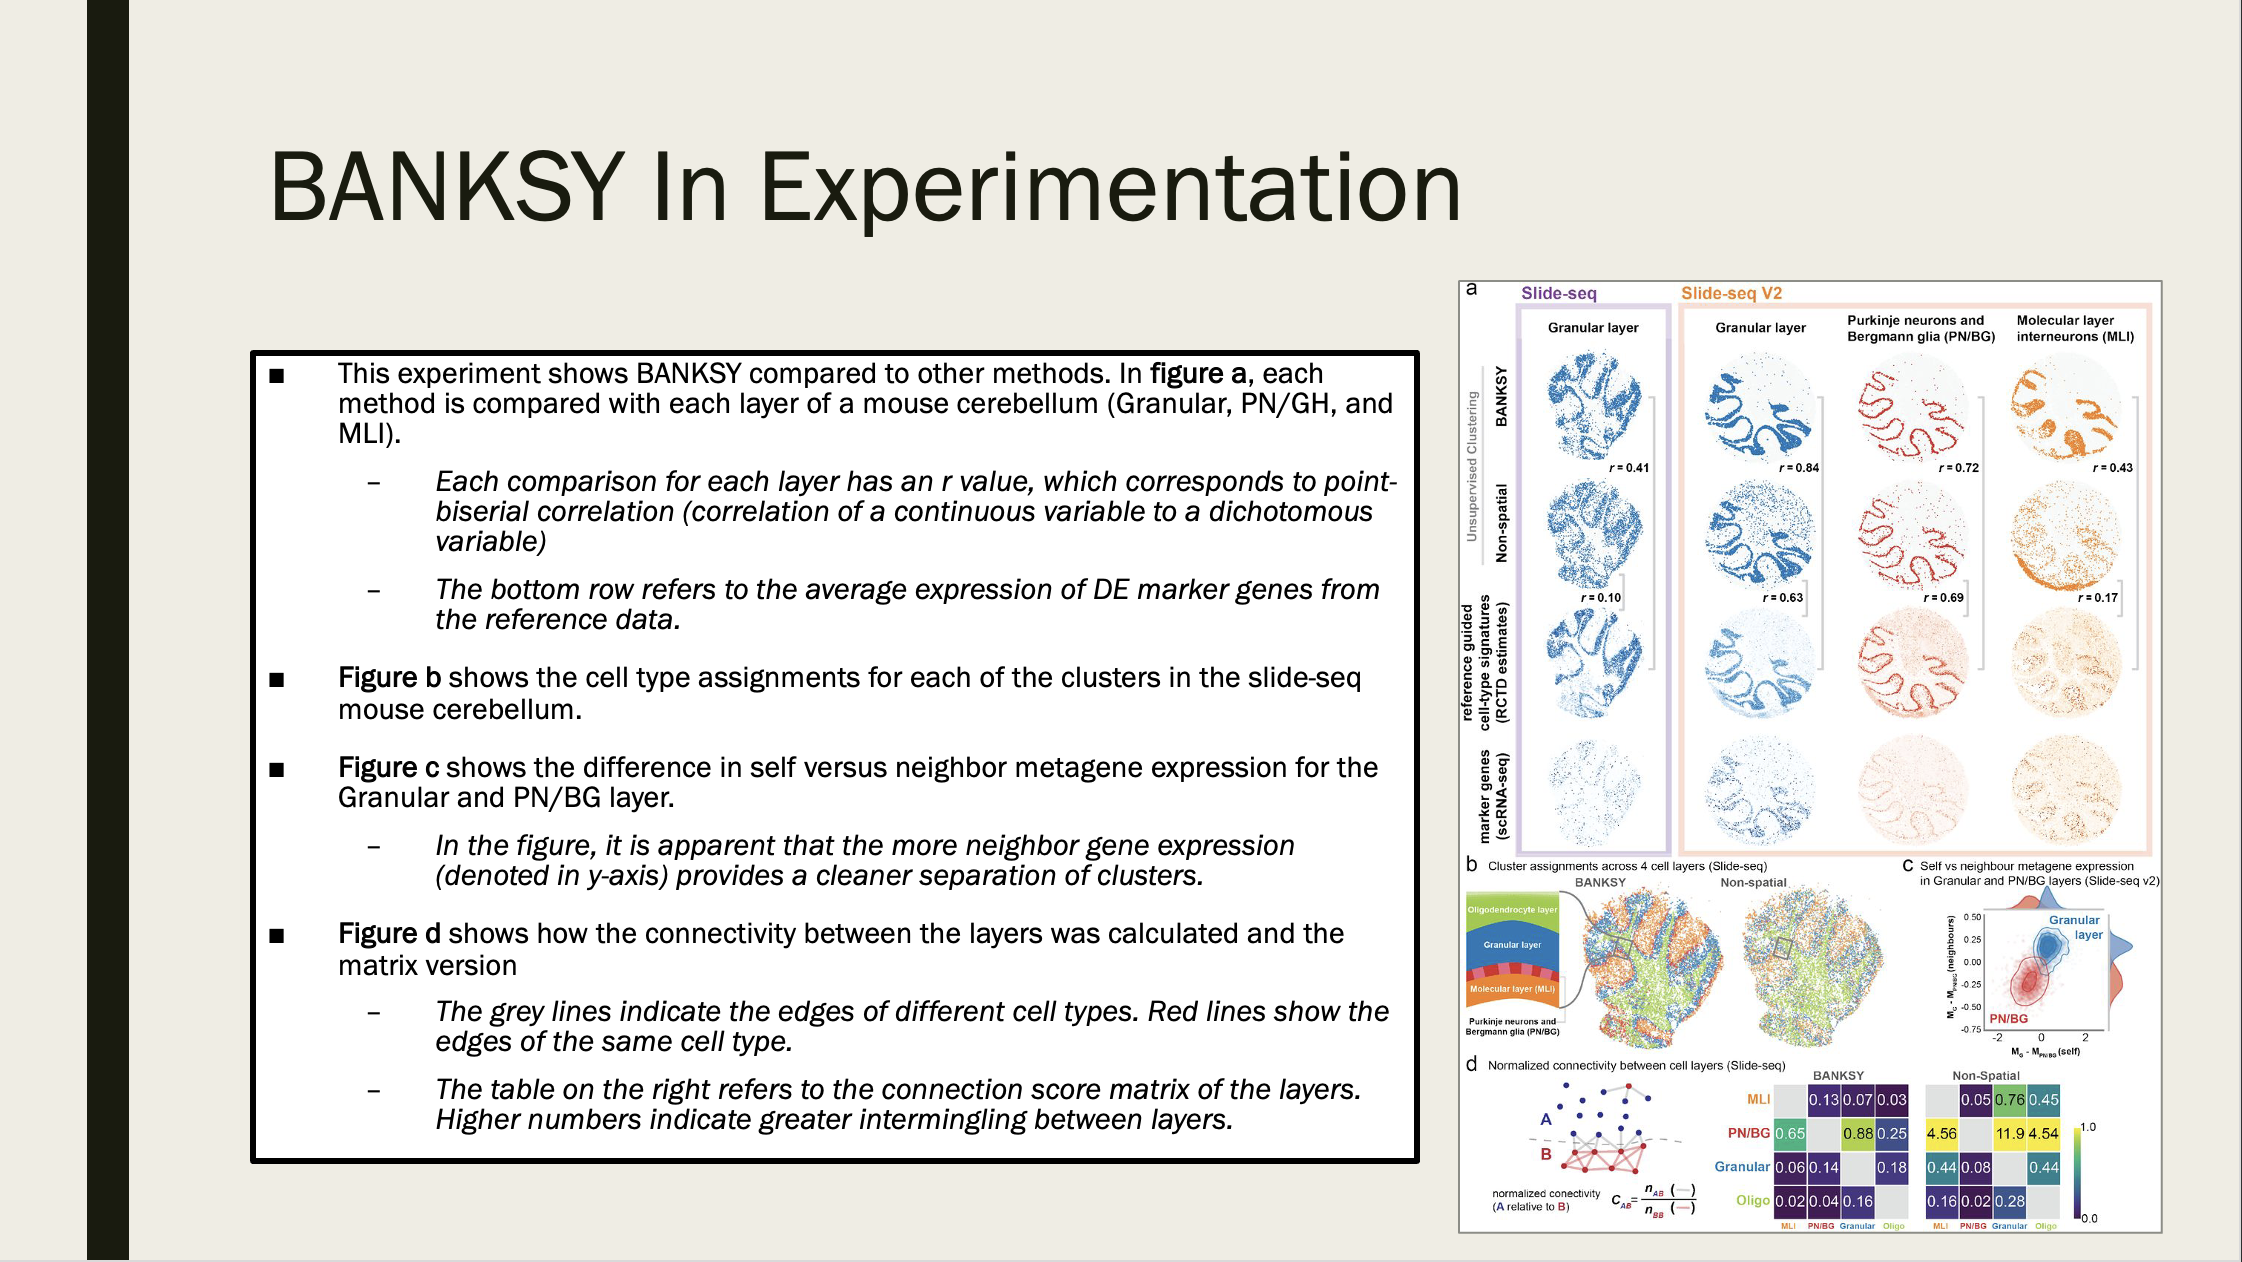 BANKSY In Experimentation
■ This experiment shows BANKSY compared to other methods. In figure a, each
method is compared with each layer of a mouse cerebellum (Granular, PN/GH, and
MLI).
– Each comparison for each layer has an r value, which corresponds to point-
biserial correlation (correlation of a continuous variable to a dichotomous
variable)
– The bottom row refers to the average expression of DE marker genes from
the reference data.
■ Figure b shows the cell type assignments for each of the clusters in the slide-seq
mouse cerebellum.
■ Figure c shows the difference in self versus neighbor metagene expression for the
Granular and PN/BG layer.
– In the figure, it is apparent that the more neighbor gene expression
(denoted in y-axis) provides a cleaner separation of clusters.
■ Figure d shows how the connectivity between the layers was calculated and the
matrix version
– The grey lines indicate the edges of different cell types. Red lines show the
edges of the same cell type.
– The table on the right refers to the connection score matrix of the layers.
Higher numbers indicate greater intermingling between layers.
a
Slide-seq
Slide-seq V2
Granular layer
Granular layer
Purkinje neurons and
Bergmann glia (PN/BG)
Molecular layer
interneurons (MLI)
Unsupervised Clustering
BANKSY
r = 0.41
r = 0.84
r = 0.72
r = 0.43
Non-spatial
r = 0.10
r = 0.63
r = 0.69
r = 0.17
reference guided
cell-type signatures
(RCTD estimates)
marker genes
(scRNA-seq)
b Cluster assignments across 4 cell layers (Slide-seq)
BANKSY
Non-spatial
Oligodendrocyte layer
Granular layer
Molecular layer (MLI)
Purkinje neurons and
Bergmann glia (PN/BG)
c Self vs neighbour metagene expression
in Granular and PN/BG layers (Slide-seq v2)
Granular
layer
PN/BG
0.50
0.25
0.00
-0.25
-0.50
-0.75
-2 0 2
M_G - M_PN/BG (neighbours)
M_G - M_PN/BG (self)
d Normalized connectivity between cell layers (Slide-seq)
A
B
normalized conectivity
(A relative to B)
C_AB = n_AB (—) / n_BB (—)
BANKSY
MLI 0.13 0.07 0.03
PN/BG 0.65 0.88 0.25
Granular 0.06 0.14 0.18
Oligo 0.02 0.04 0.16
MLI PN/BG Granular Oligo
Non-Spatial
0.05 0.76 0.45
4.56 11.9 4.54
0.44 0.08 0.44
0.16 0.02 0.28
MLI PN/BG Granular Oligo
1.0
0.0